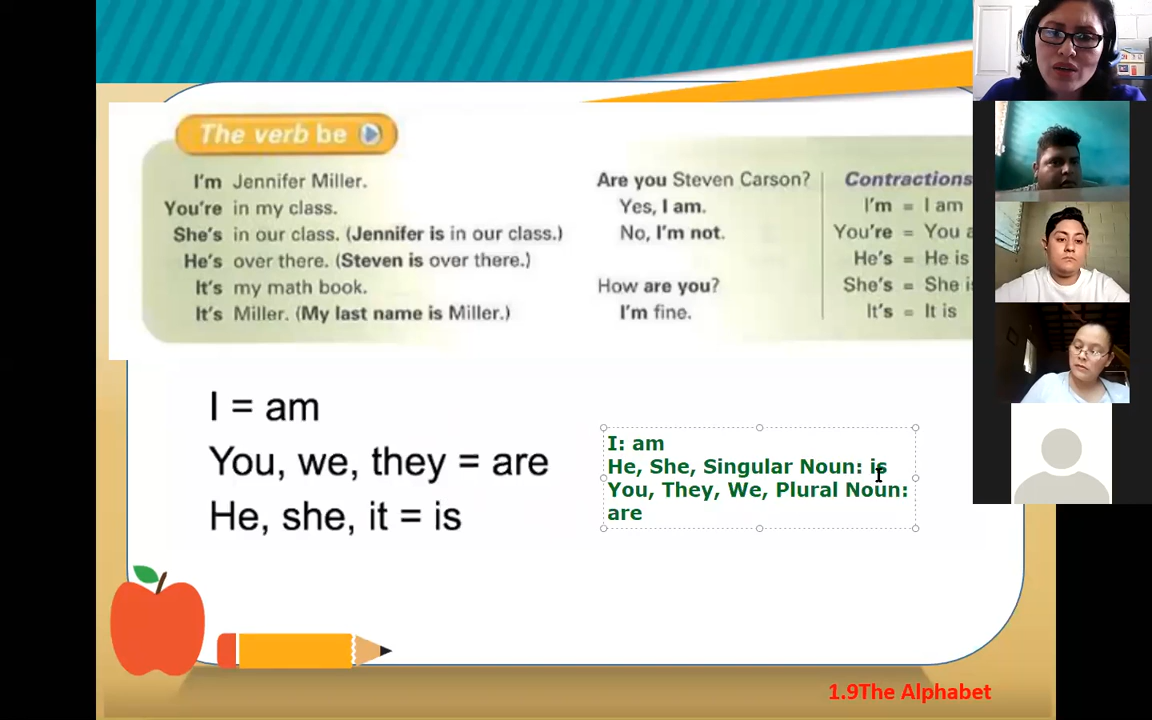 The verb be
I'm Jennifer Miller.
You're in my class.
She's in our class. (Jennifer is in our class.)
He's over there. (Steven is over there.)
It's my math book.
It's Miller. (My last name is Miller.)
Are you Steven Carson?
Yes, I am.
No, I'm not.
How are you?
I'm fine.
Contractions
I'm = I am
You're = You a
He's = He is
She's = She i
It's = It is
I = am
You, we, they = are
He, she, it = is
I: am
He, She, Singular Noun: is
You, They, We, Plural Noun:
are
1.9The Alphabet